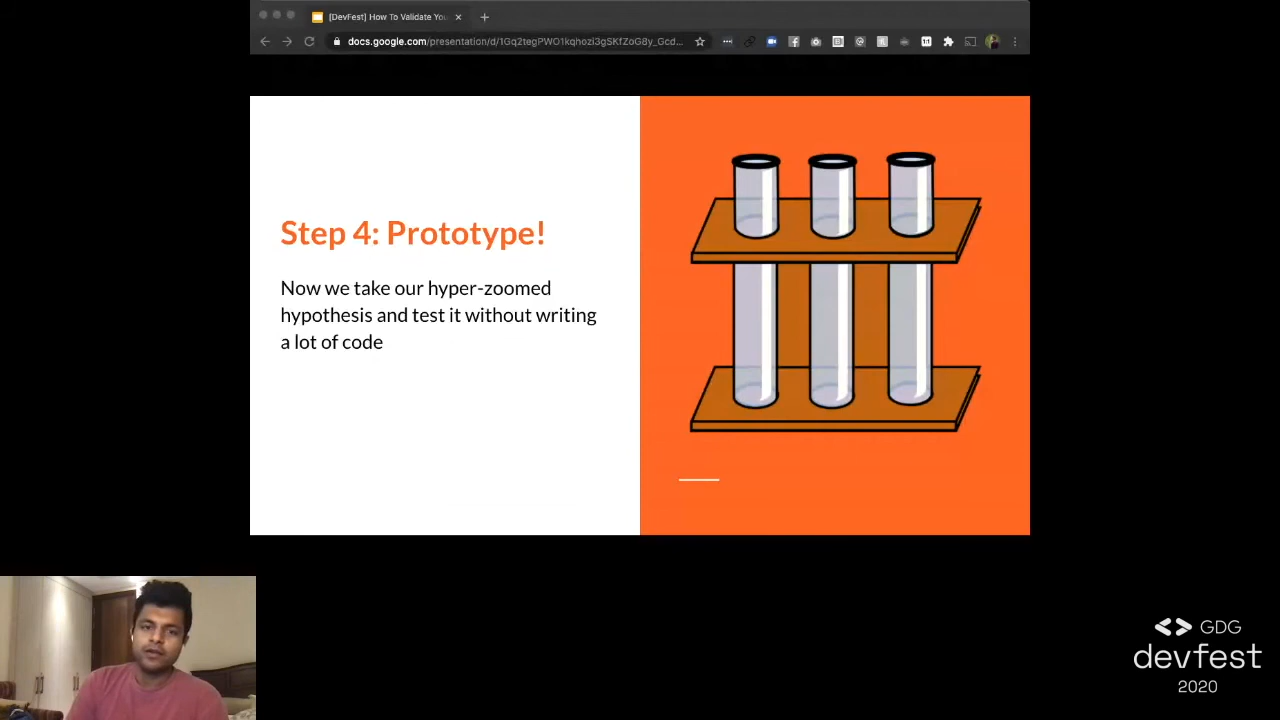 [DevFest] How To Validate You
docs.google.com/presentation/d/1Gq2tegPWO1kqhozi3gSKfZoG8y_Gcd...
Step 4: Prototype!
Now we take our hyper-zoomed
hypothesis and test it without writing
a lot of code
GDG
devfest
2020